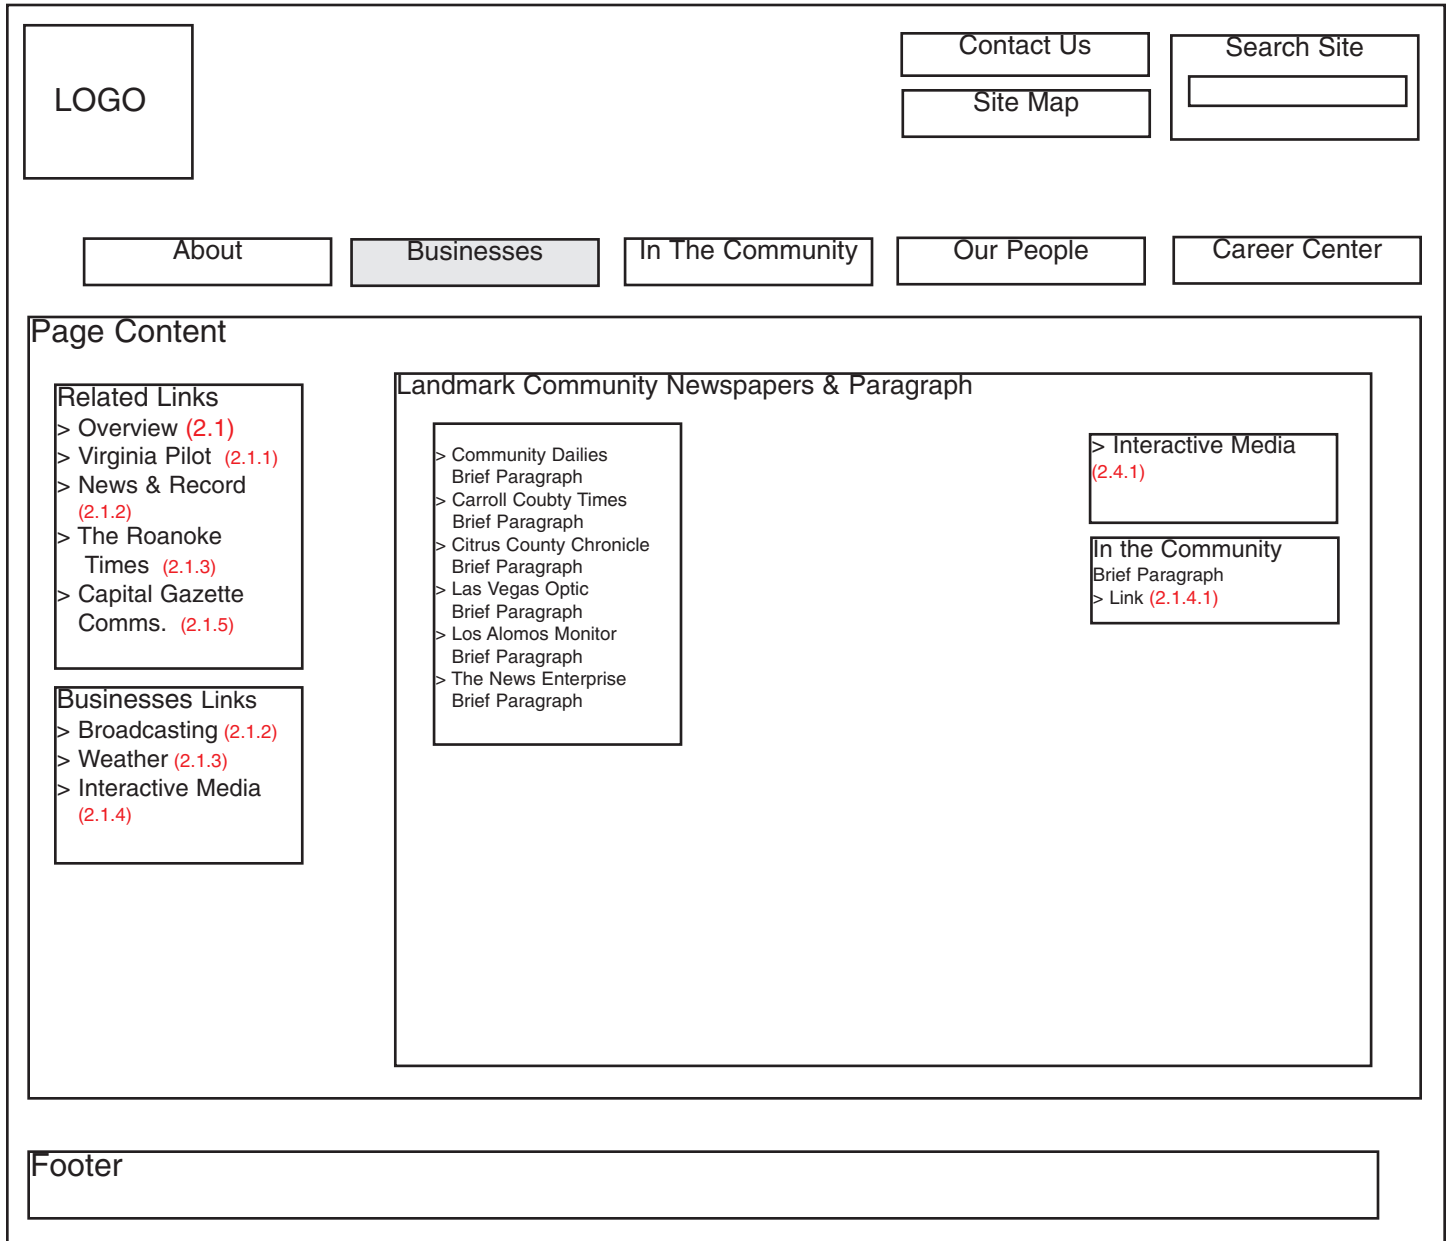 LOGO
Contact Us
Site Map
Search Site
About
Businesses
In The Community
Our People
Career Center
Page Content
Related Links
> Overview (2.1)
> Virginia Pilot (2.1.1)
> News & Record
(2.1.2)
> The Roanoke
Times (2.1.3)
> Capital Gazette
Comms. (2.1.5)
Businesses Links
> Broadcasting (2.1.2)
> Weather (2.1.3)
> Interactive Media
(2.1.4)
Landmark Community Newspapers & Paragraph
> Community Dailies
Brief Paragraph
> Carroll Coubty Times
Brief Paragraph
> Citrus County Chronicle
Brief Paragraph
> Las Vegas Optic
Brief Paragraph
> Los Alomos Monitor
Brief Paragraph
> The News Enterprise
Brief Paragraph
> Interactive Media
(2.4.1)
In the Community
Brief Paragraph
> Link (2.1.4.1)
Footer